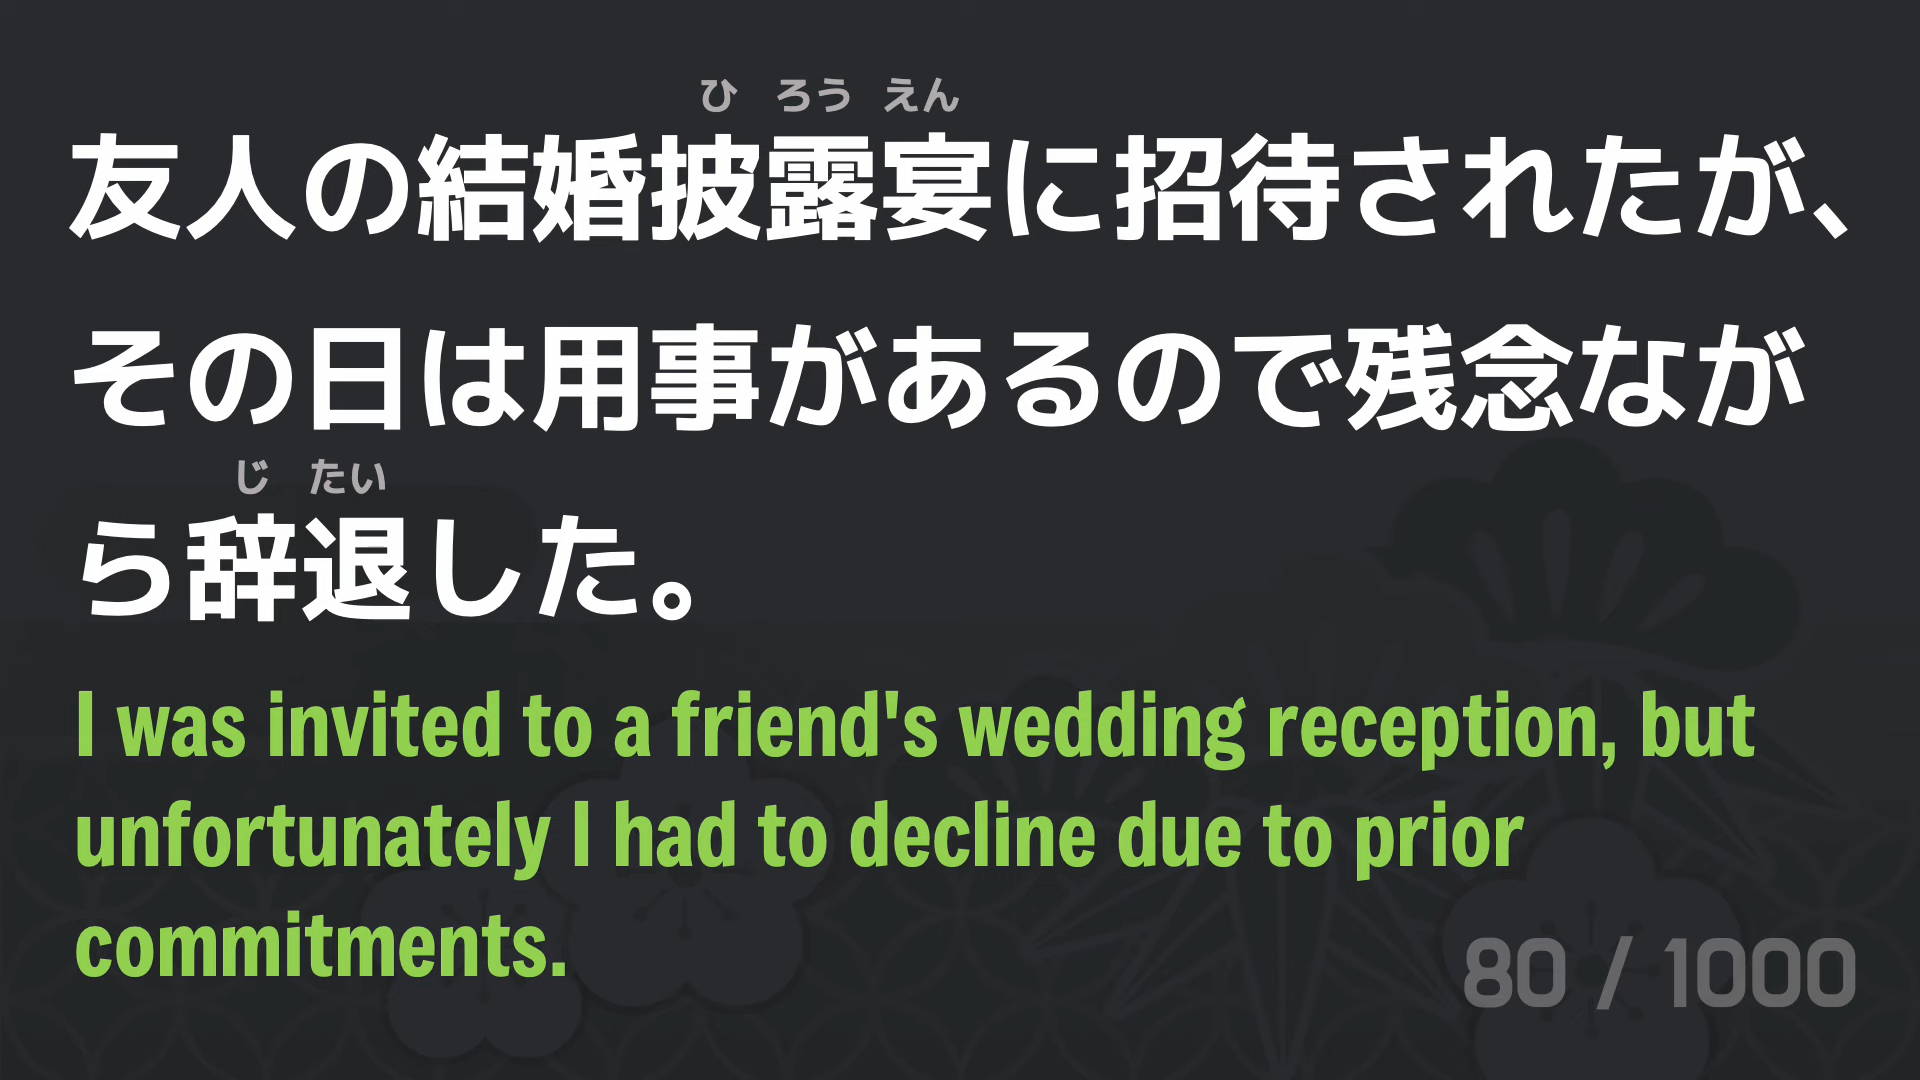 ひ ろう えん
友人の結婚披露宴に招待されたが、
その日は用事があるので残念なが
じ たい
ら辞退した。
I was invited to a friend's wedding reception, but
unfortunately I had to decline due to prior
commitments.
80 / 1000